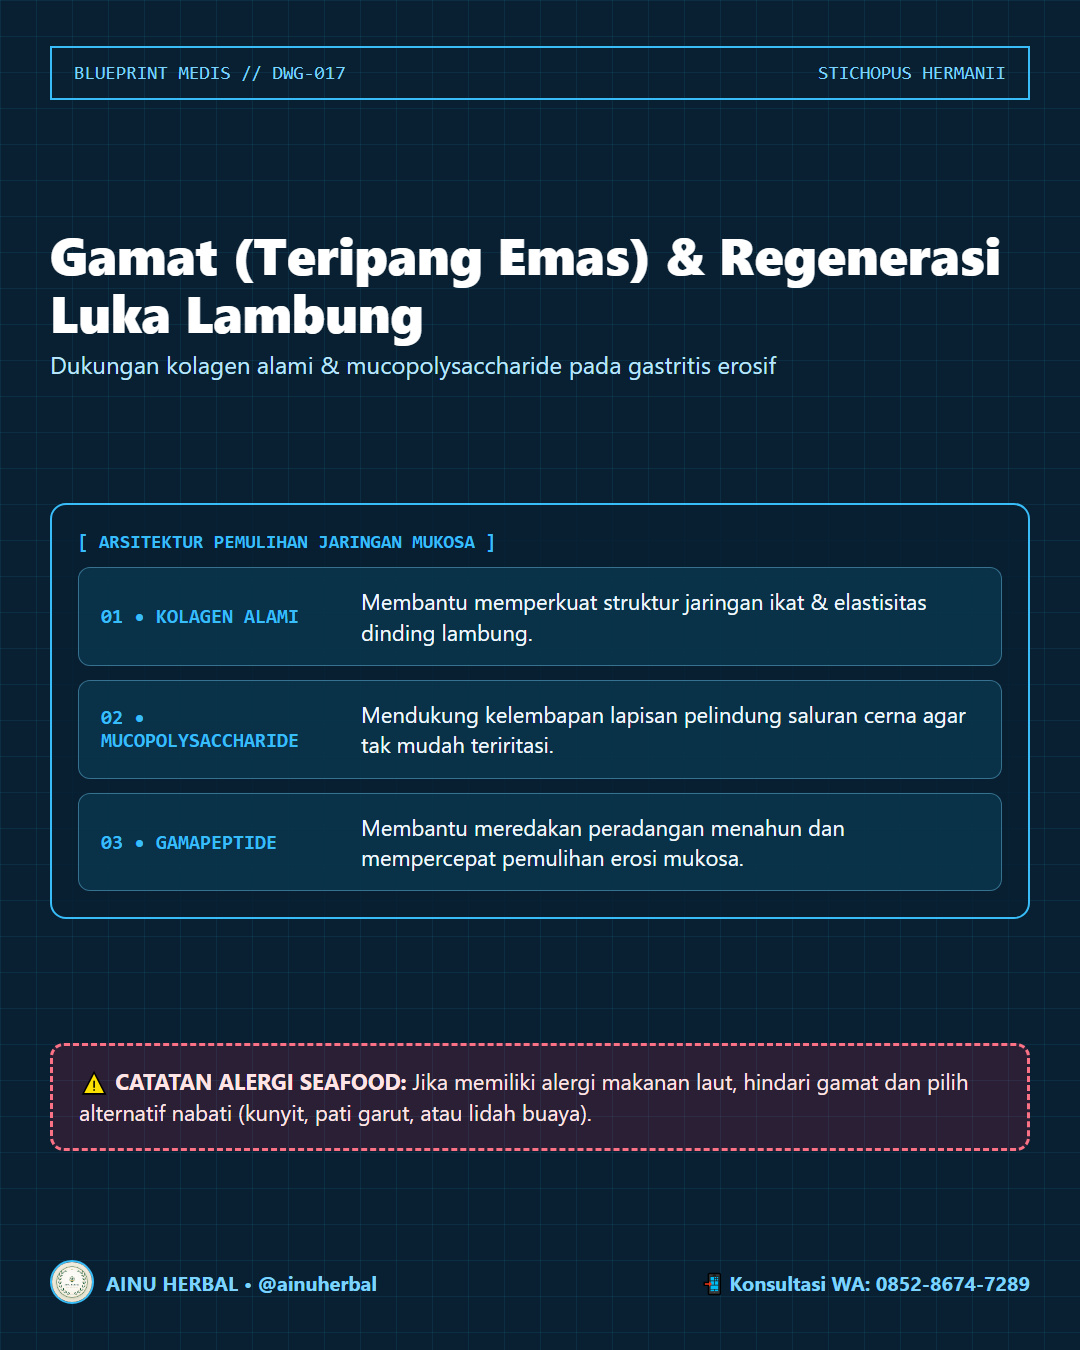 BLUEPRINT MEDIS // DWG-017
STICHOPUS HERMANII
Gamat (Teripang Emas) & Regenerasi
Luka Lambung
Dukungan kolagen alami & mucopolysaccharide pada gastritis erosif
[ ARSITEKTUR PEMULIHAN JARINGAN MUKOSA ]
01 • KOLAGEN ALAMI
Membantu memperkuat struktur jaringan ikat & elastisitas
dinding lambung.
02 •
MUCOPOLYSACCHARIDE
Mendukung kelembapan lapisan pelindung saluran cerna agar
tak mudah teriritasi.
03 • GAMAPEPTIDE
Membantu meredakan peradangan menahun dan
mempercepat pemulihan erosi mukosa.
⚠️ CATATAN ALERGI SEAFOOD: Jika memiliki alergi makanan laut, hindari gamat dan pilih
alternatif nabati (kunyit, pati garut, atau lidah buaya).
AINU HERBAL • @ainuherbal
📲 Konsultasi WA: 0852-8674-7289